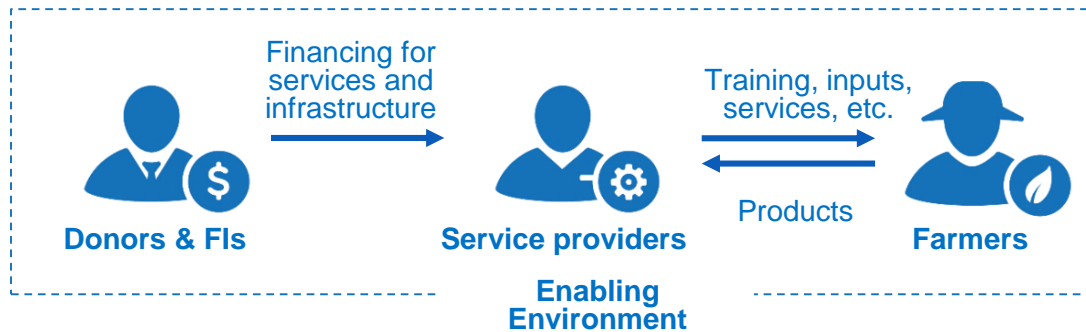 Financing for
services and
infrastructure
Training, inputs,
services, etc.
$
Products
Donors & FIs
Service providers
Farmers
Enabling
Environment